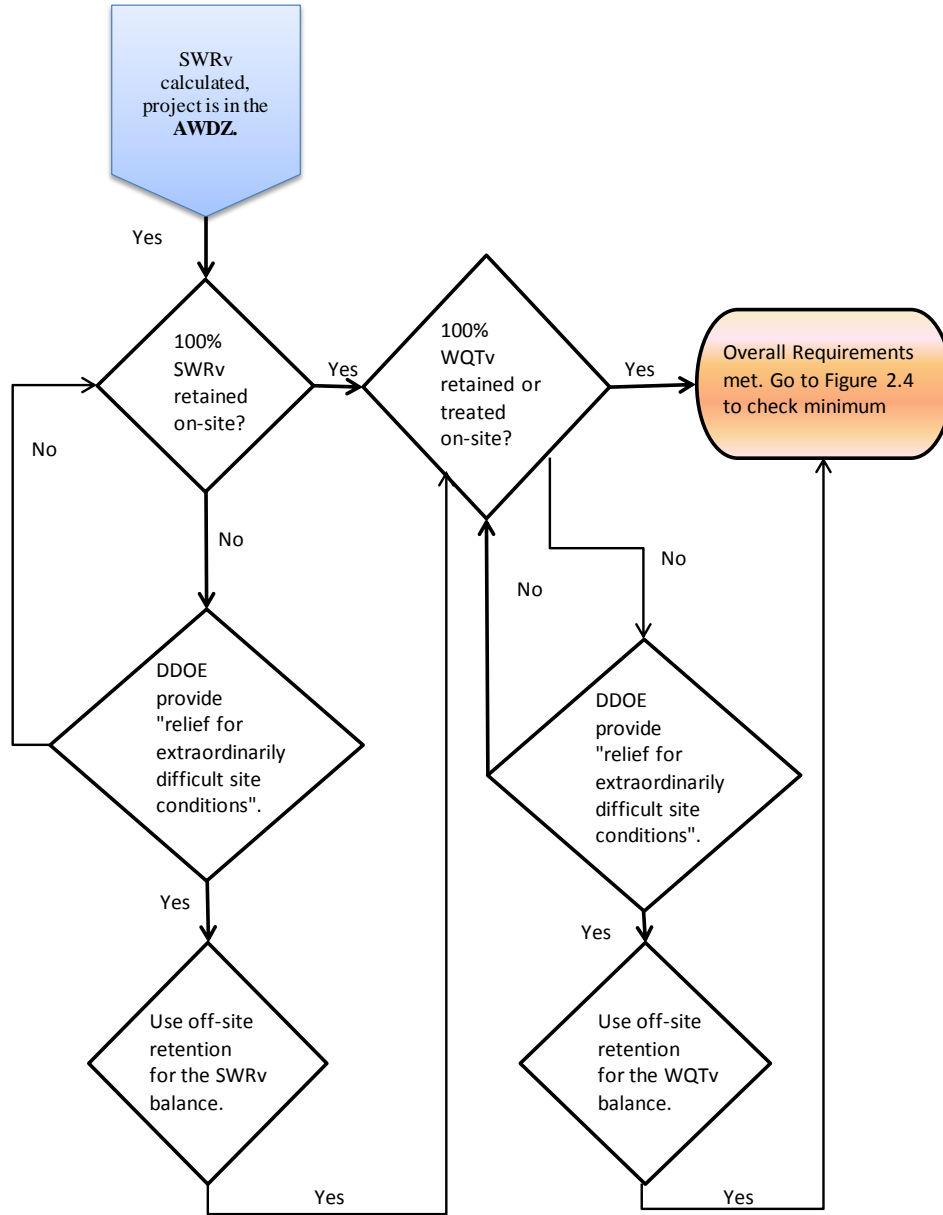 SWRv
calculated,
project is in the
AWDZ.
Yes
100%
SWRv
retained
on-site?
Yes
100%
WQTv
retained or
treated
on-site?
Yes
Overall Requirements
met. Go to Figure 2.4
to check minimum
No
No
No
No
DDOE
provide
"relief for
extraordinarily
difficult site
conditions".
DDOE
provide
"relief for
extraordinarily
difficult site
conditions".
Yes
Yes
Use off-site
retention
for the SWRv
balance.
Use off-site
retention
for the WQTv
balance.
Yes
Yes